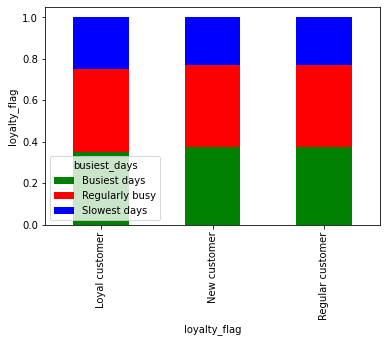 1.0
0.8
0.6
0.4
0.2
0.0
loyalty_flag
busiest_days
Busiest days
Regularly busy
Slowest days
Loyal customer
New customer
Regular customer
loyalty_flag